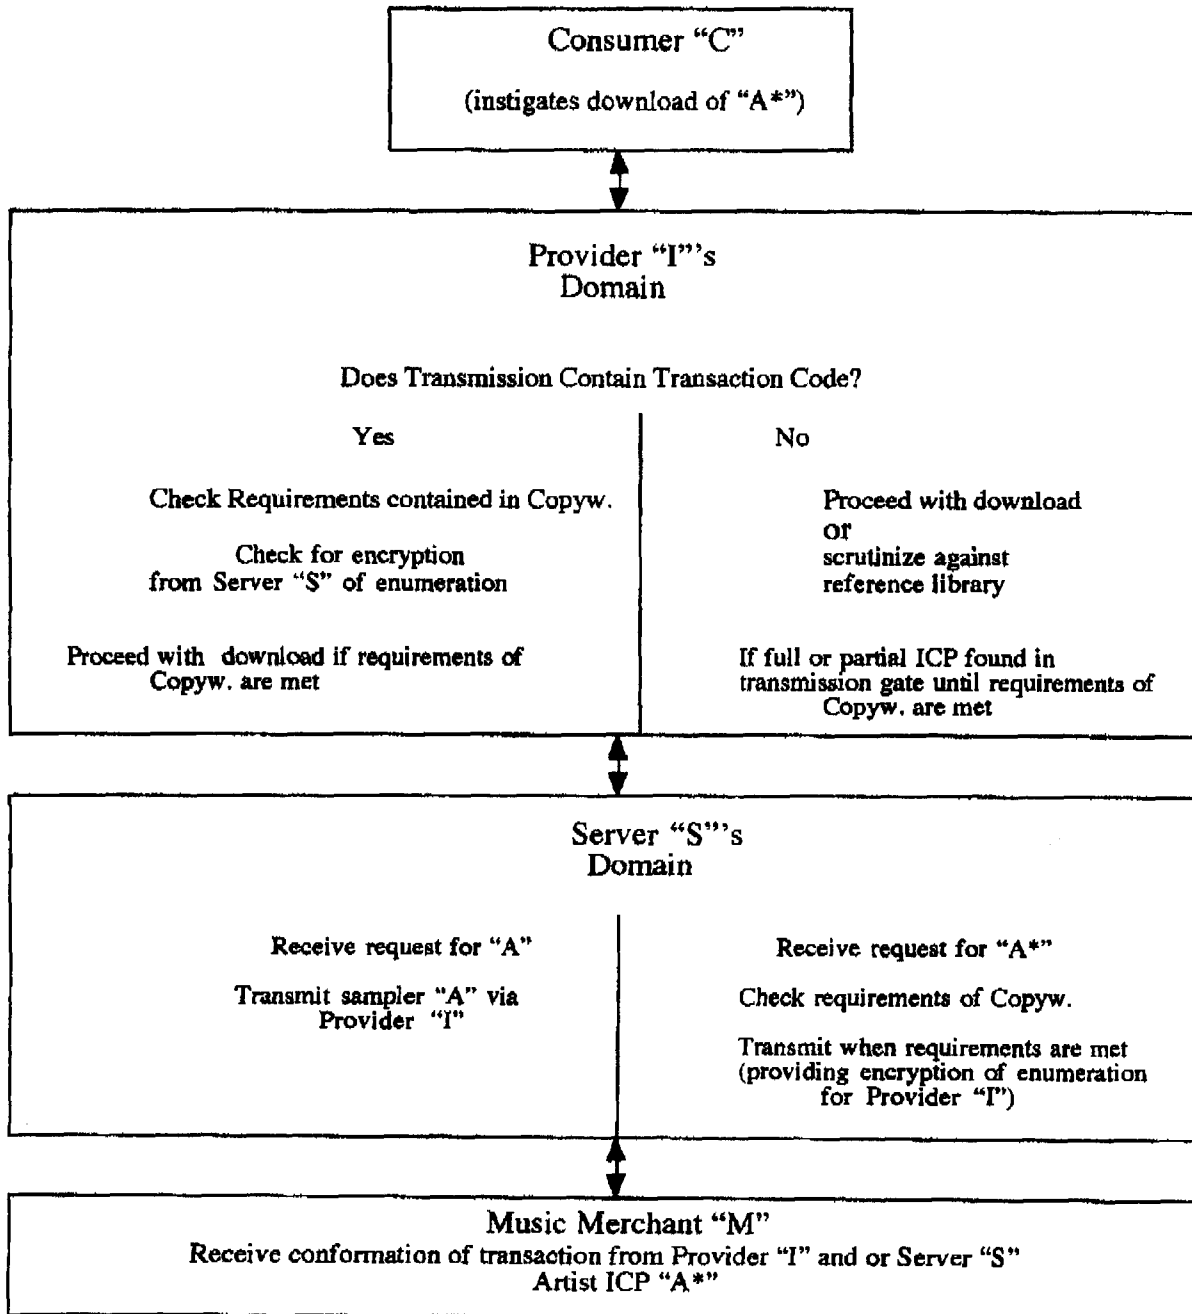 Consumer “C”
(instigates download of “A*”)
Provider “I”’s
Domain
Does Transmission Contain Transaction Code?
Yes
Check Requirements contained in Copyw.
Check for encryption
from Server “S” of enumeration
Proceed with download if requirements of
Copyw. are met
No
Proceed with download
or
scrutinize against
reference library
If full or partial ICP found in
transmission gate until requirements of
Copyw. are met
Server “S”’s
Domain
Receive request for “A”
Transmit sampler “A” via
Provider “I”
Receive request for “A*”
Check requirements of Copyw.
Transmit when requirements are met
(providing encryption of enumeration
for Provider “I”)
Music Merchant “M”
Receive conformation of transaction from Provider “I” and or Server “S”
Artist ICP “A*”